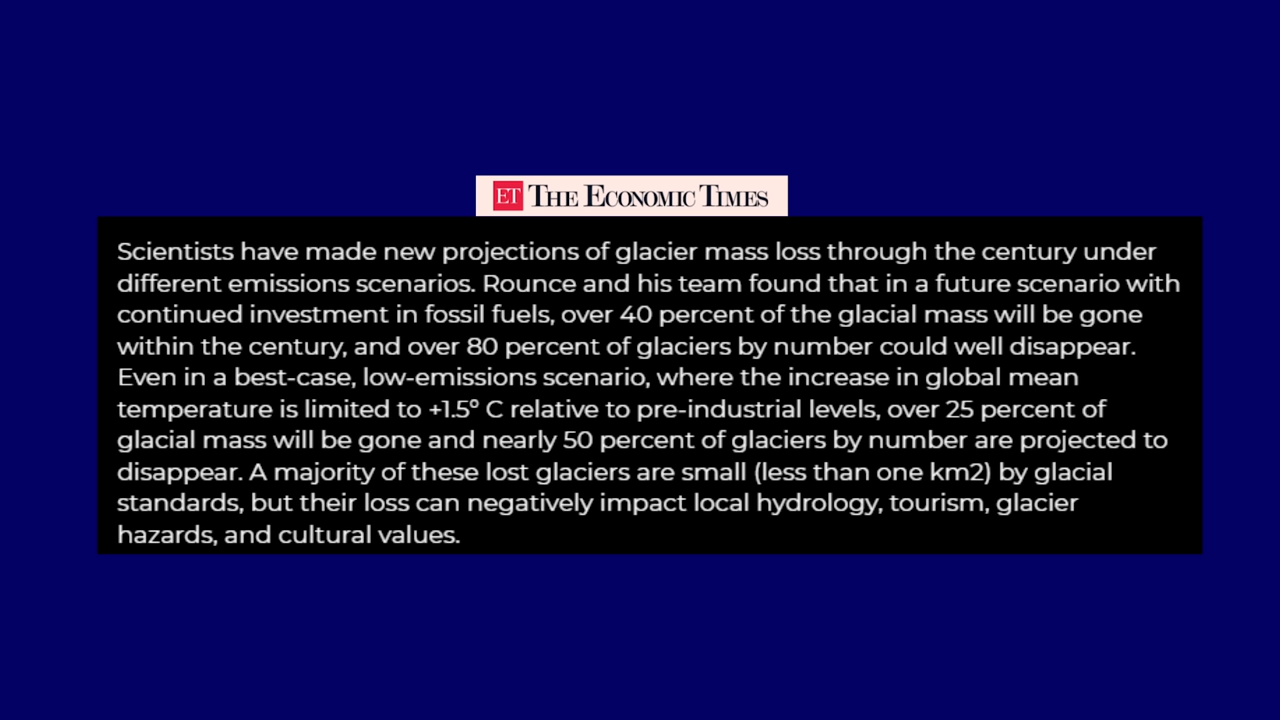 ET THE ECONOMIC TIMES
Scientists have made new projections of glacier mass loss through the century under
different emissions scenarios. Rounce and his team found that in a future scenario with
continued investment in fossil fuels, over 40 percent of the glacial mass will be gone
within the century, and over 80 percent of glaciers by number could well disappear.
Even in a best-case, low-emissions scenario, where the increase in global mean
temperature is limited to +1.5° C relative to pre-industrial levels, over 25 percent of
glacial mass will be gone and nearly 50 percent of glaciers by number are projected to
disappear. A majority of these lost glaciers are small (less than one km2) by glacial
standards, but their loss can negatively impact local hydrology, tourism, glacier
hazards, and cultural values.